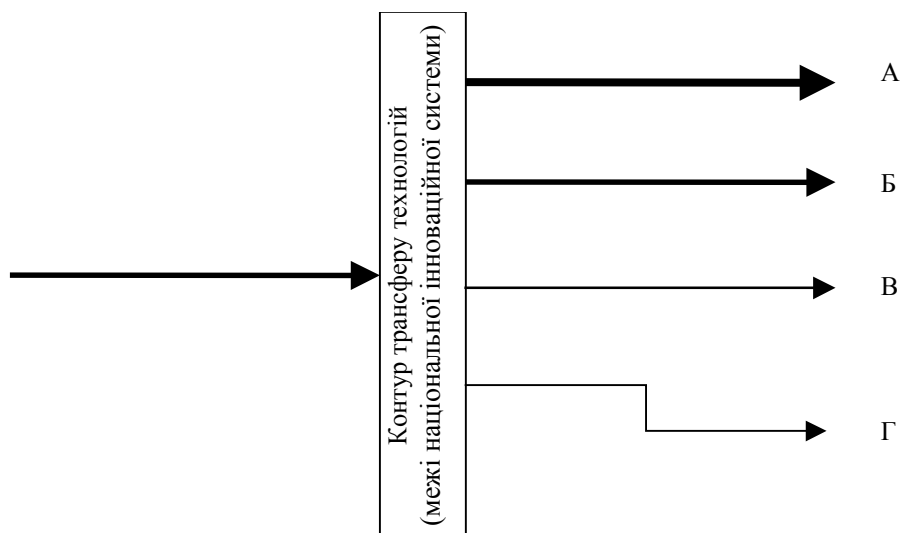 Контур трансферу технологій
(межі національної інноваційної системи)
А
Б
В
Г